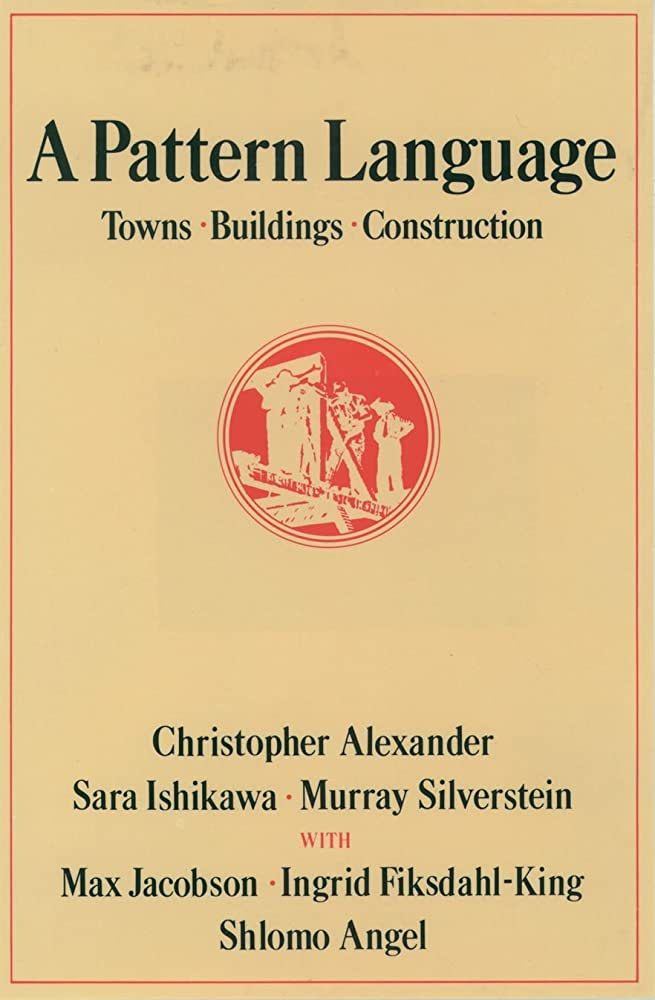 A Pattern Language
Towns · Buildings · Construction
Christopher Alexander
Sara Ishikawa · Murray Silverstein
WITH
Max Jacobson · Ingrid Fiksdahl-King
Shlomo Angel